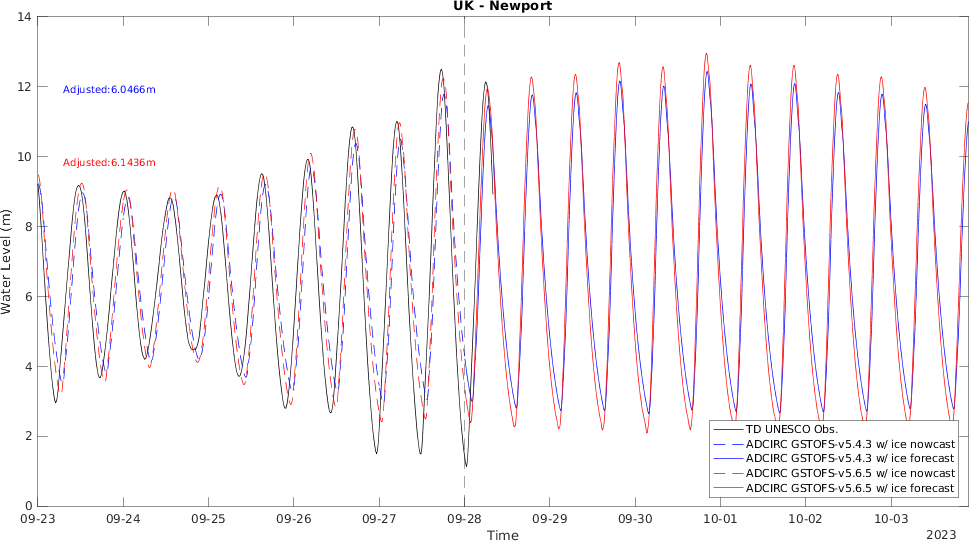 UK - Newport
14
12
10
8
6
4
2
0
Water Level (m)
Adjusted:6.0466m
Adjusted:6.1436m
TD UNESCO Obs.
ADCIRC GSTOFS-v5.4.3 w/ ice nowcast
ADCIRC GSTOFS-v5.4.3 w/ ice forecast
ADCIRC GSTOFS-v5.6.5 w/ ice nowcast
ADCIRC GSTOFS-v5.6.5 w/ ice forecast
09-23 09-24 09-25 09-26 09-27 09-28 09-29 09-30 10-01 10-02 10-03
Time
2023